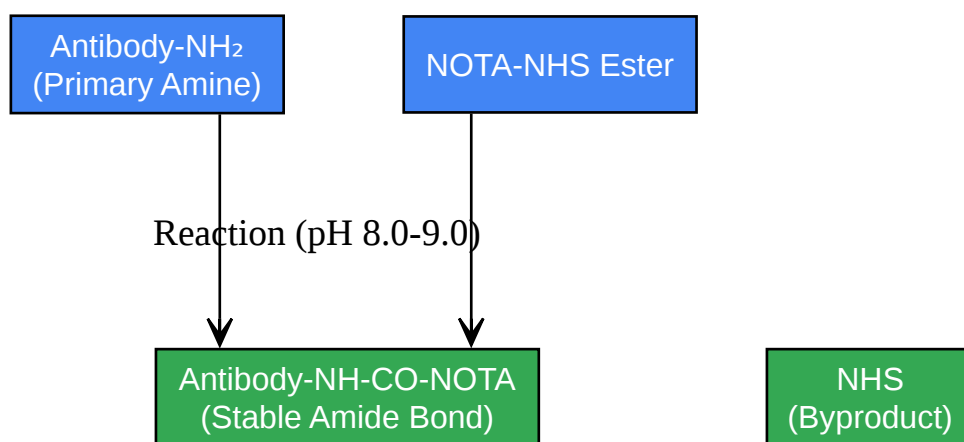 Antibody-NH₂
(Primary Amine)
NOTA-NHS Ester
Reaction (pH 8.0-9.0)
Antibody-NH-CO-NOTA
(Stable Amide Bond)
NHS
(Byproduct)